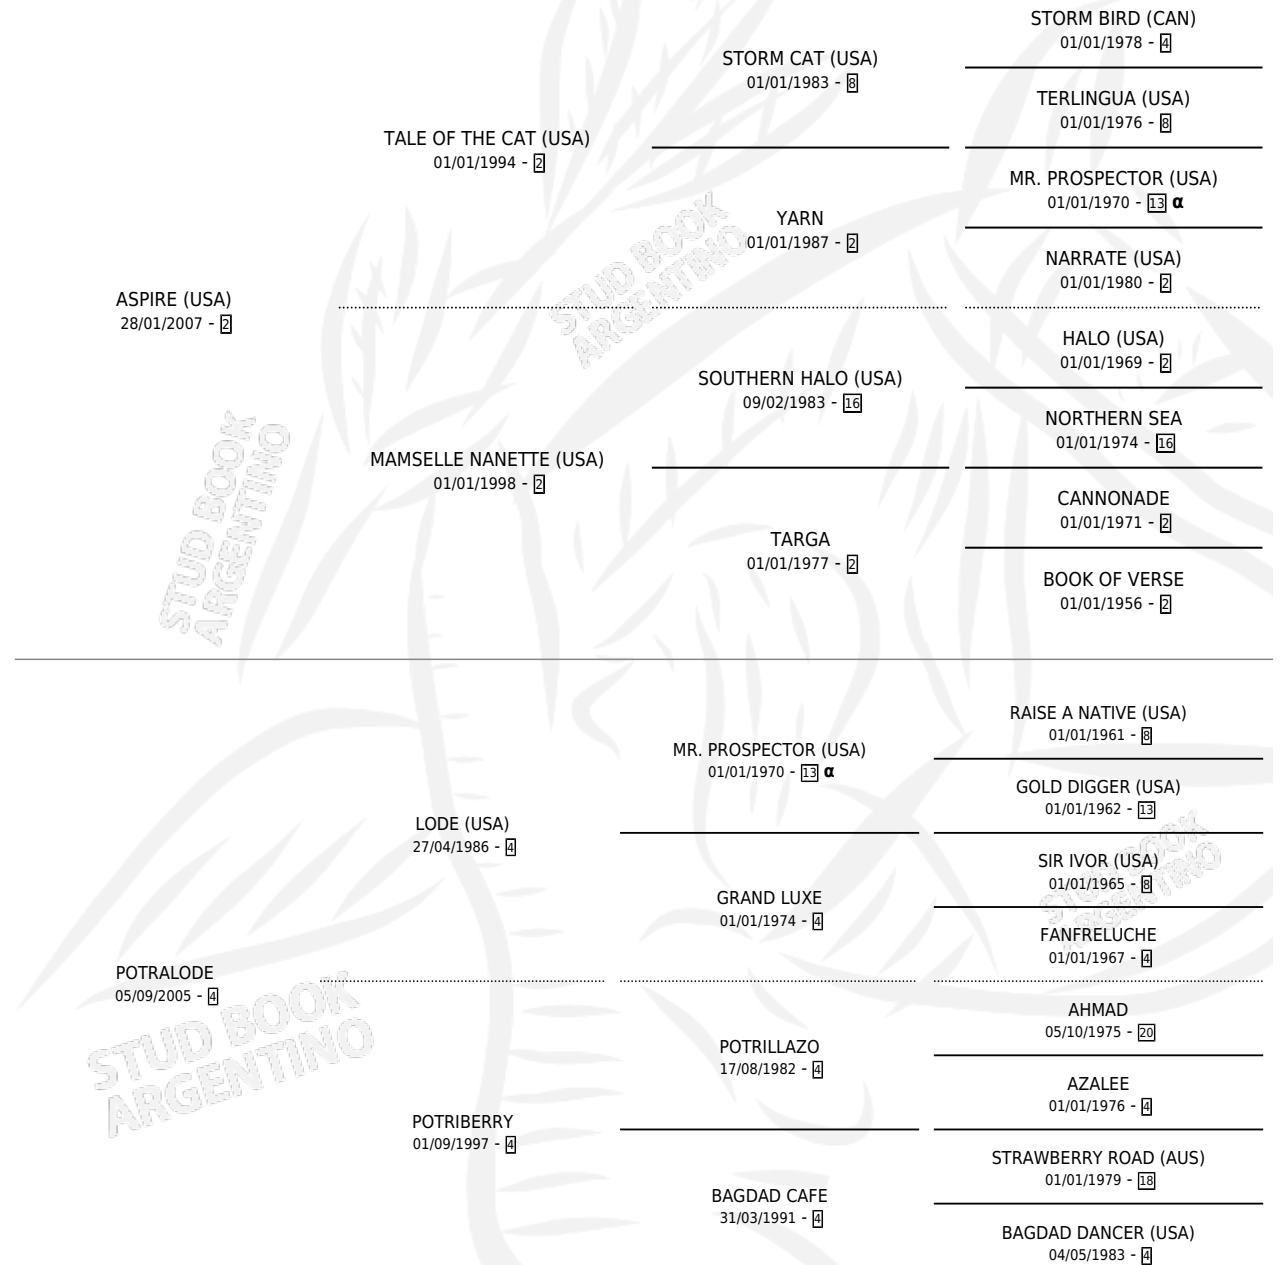 STORM BIRD (CAN)
01/01/1978 - 4
STORM CAT (USA)
01/01/1983 - 8
TERLINGUA (USA)
01/01/1976 - 8
TALE OF THE CAT (USA)
01/01/1994 - 2
MR. PROSPECTOR (USA)
01/01/1970 - 13 α
YARN
01/01/1987 - 2
NARRATE (USA)
01/01/1980 - 2
ASPIRE (USA)
28/01/2007 - 2
HALO (USA)
01/01/1969 - 2
SOUTHERN HALO (USA)
09/02/1983 - 16
NORTHERN SEA
01/01/1974 - 16
MAMSELLE NANETTE (USA)
01/01/1998 - 2
CANNONADE
01/01/1971 - 2
TARGA
01/01/1977 - 2
BOOK OF VERSE
01/01/1956 - 2
STUD BOOK
ARGENTINO
STUD BOOK
ARGENTINO
RAISE A NATIVE (USA)
01/01/1961 - 8
MR. PROSPECTOR (USA)
01/01/1970 - 13 α
GOLD DIGGER (USA)
01/01/1962 - 13
LODE (USA)
27/04/1986 - 4
SIR IVOR (USA)
01/01/1965 - 8
GRAND LUXE
01/01/1974 - 4
FANFRELUCHE
01/01/1967 - 4
POTRALODE
05/09/2005 - 4
AHMAD
05/10/1975 - 20
POTRILLAZO
17/08/1982 - 4
AZALEE
01/01/1976 - 4
POTRIBERRY
01/09/1997 - 4
STRAWBERRY ROAD (AUS)
01/01/1979 - 18
BAGDAD CAFE
31/03/1991 - 4
BAGDAD DANCER (USA)
04/05/1983 - 4
STUD BOOK
ARGENTINO
STUD BOOK
ARGENTINO